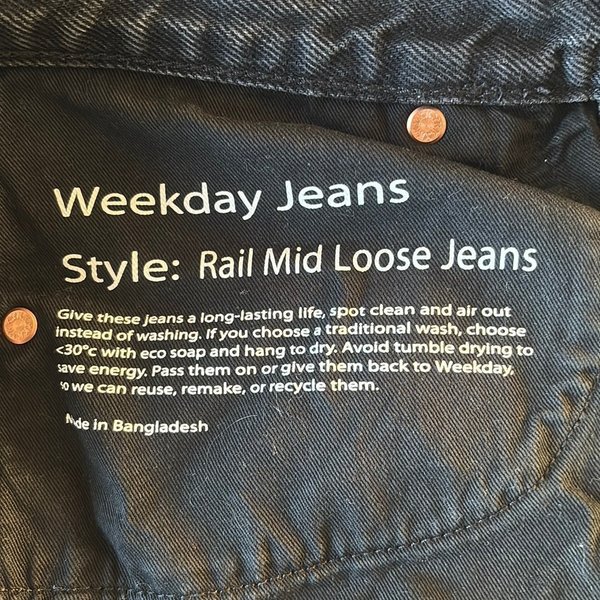 Weekday Jeans
Style: Rail Mid Loose Jeans
Give these jeans a long-lasting life, spot clean and air out
instead of washing. If you choose a traditional wash, choose
<30°c with eco soap and hang to dry. Avoid tumble drying to
save energy. Pass them on or give them back to Weekday,
so we can reuse, remake, or recycle them.
Made in Bangladesh